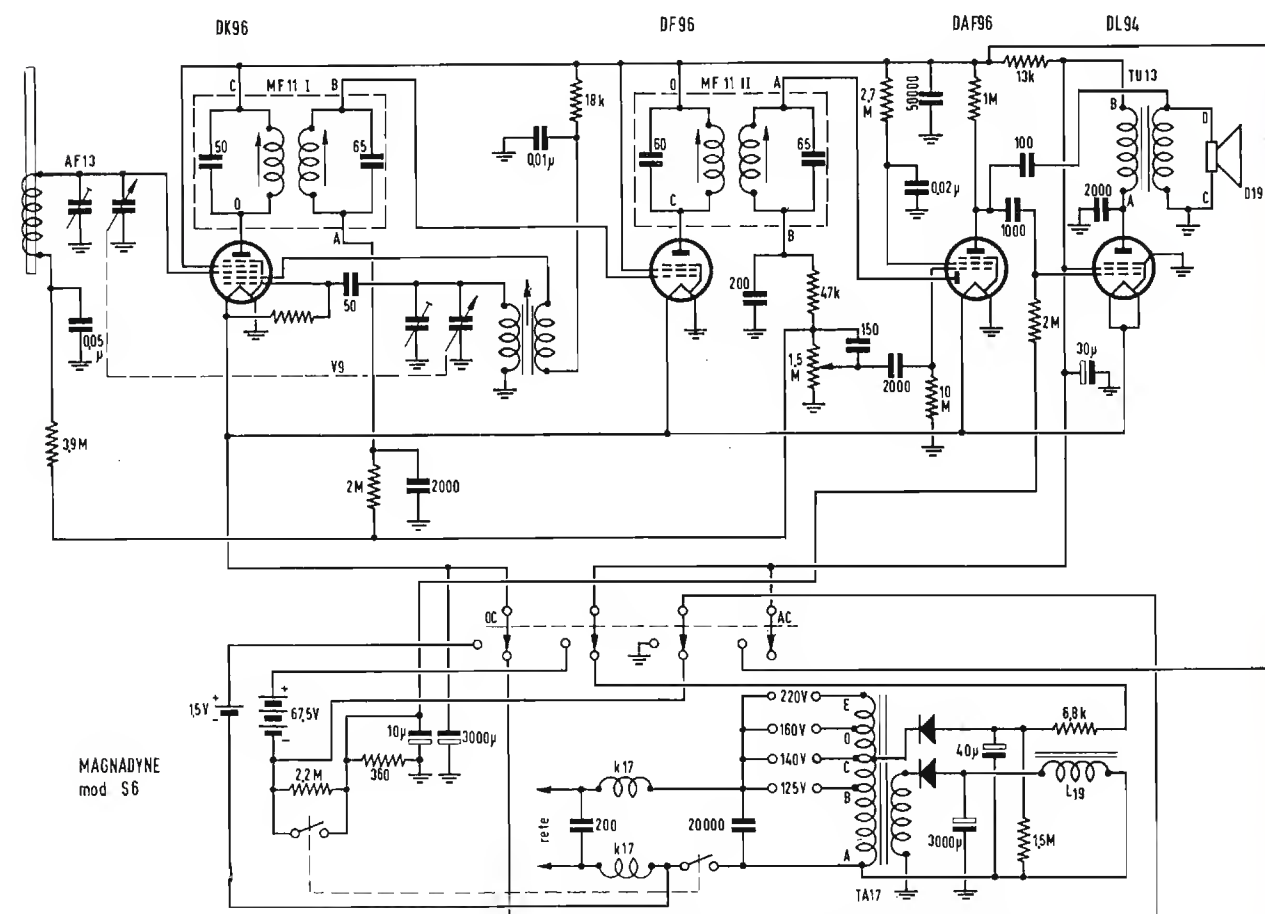 DK96
DF96
DAF96
DL94
MF 11 I
MF 11 II
TU13
C
B
O
A
B
18k
2,7 M
50000
1M
13k
D
50
65
0,01µ
60
65
100
AF13
0,02µ
1000
2000
C
D19
O
A
C
B
A
50
200
47k
2M
0,05 µ
150
V9
1,5 M
2000
10 M
30µ
3,9M
2M
2000
OC
AC
1,5V
+
-
+
67,5V
-
10µ
3000µ
2,2 M
360
MAGNADYNE
mod S6
k17
rete
200
k17
20000
220V
160V
140V
125V
E
O
C
B
A
TA17
6,8k
40µ
L19
3000µ
1,5M